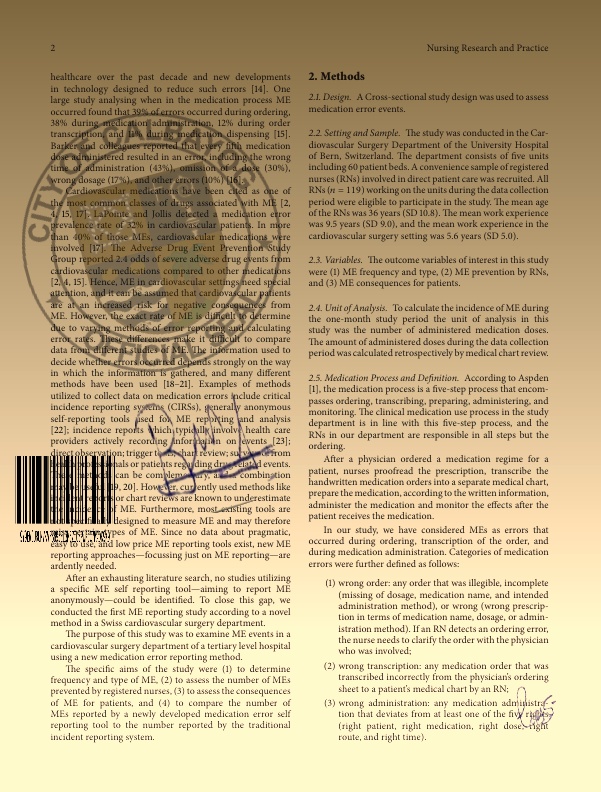 2
Nursing Research and Practice
healthcare over the past decade and new developments
in technology designed to reduce such errors [14]. One
large study analysing when in the medication process ME
occurred found that 39% of errors occurred during ordering,
38% during medication administration, 12% during order
transcription, and 11% during medication dispensing [15].
Barker and colleagues reported that every fifth medication
dose administered resulted in an error, including the wrong
time of administration (43%), omission of a dose (30%),
wrong dosage (17%), and other errors (10%) [16].
Cardiovascular medications have been cited as one of
the most common classes of drugs associated with ME [2,
4, 15, 17]. LaPointe and Jollis detected a medication error
prevalence rate of 32% in cardiovascular patients. In more
than 40% of those MEs, cardiovascular medications were
involved [17]. The Adverse Drug Event Prevention Study
Group reported 2.4 odds of severe adverse drug events from
cardiovascular medications compared to other medications
[2, 4, 15]. Hence, ME in cardiovascular settings need special
attention, and it can be assumed that cardiovascular patients
are at an increased risk for negative consequences from
ME. However, the exact rate of ME is difficult to determine
due to varying methods of error reporting and calculating
error rates. These differences make it difficult to compare
data from different studies of ME. The information used to
decide whether errors occurred depends strongly on the way
in which the information is gathered, and many different
methods have been used [18–21]. Examples of methods
utilized to collect data on medication errors include critical
incidence reporting systems (CIRSs), generally anonymous
self-reporting tools used for ME reporting and analysis
[22]; incidence reports which typically involve health care
providers actively recording information on events [23];
direct observation; trigger tools; chart review; surveys from
health professionals or patients regarding drug related events.
These methods can be complementary, and a combination
may be useful [19, 20]. However, currently used methods like
incident reports or chart reviews are known to underestimate
the incidence of ME. Furthermore, most existing tools are
not specifically designed to measure ME and may therefore
miss certain types of ME. Since no data about pragmatic,
easy to use, and low price ME reporting tools exist, new ME
reporting approaches—focussing just on ME reporting—are
ardently needed.
After an exhausting literature search, no studies utilizing
a specific ME self reporting tool—aiming to report ME
anonymously—could be identified. To close this gap, we
conducted the first ME reporting study according to a novel
method in a Swiss cardiovascular surgery department.
The purpose of this study was to examine ME events in a
cardiovascular surgery department of a tertiary level hospital
using a new medication error reporting method.
The specific aims of the study were (1) to determine
frequency and type of ME, (2) to assess the number of MEs
prevented by registered nurses, (3) to assess the consequences
of ME for patients, and (4) to compare the number of
MEs reported by a newly developed medication error self
reporting tool to the number reported by the traditional
incident reporting system.
2. Methods
2.1. Design. A Cross-sectional study design was used to assess
medication error events.
2.2. Setting and Sample. The study was conducted in the Car-
diovascular Surgery Department of the University Hospital
of Bern, Switzerland. The department consists of five units
including 60 patient beds. A convenience sample of registered
nurses (RNs) involved in direct patient care was recruited. All
RNs (n = 119) working on the units during the data collection
period were eligible to participate in the study. The mean age
of the RNs was 36 years (SD 10.8). The mean work experience
was 9.5 years (SD 9.0), and the mean work experience in the
cardiovascular surgery setting was 5.6 years (SD 5.0).
2.3. Variables. The outcome variables of interest in this study
were (1) ME frequency and type, (2) ME prevention by RNs,
and (3) ME consequences for patients.
2.4. Unit of Analysis. To calculate the incidence of ME during
the one-month study period the unit of analysis in this
study was the number of administered medication doses.
The amount of administered doses during the data collection
period was calculated retrospectively by medical chart review.
2.5. Medication Process and Definition. According to Aspden
[1], the medication process is a five-step process that encom-
passes ordering, transcribing, preparing, administering, and
monitoring. The clinical medication use process in the study
department is in line with this five-step process, and the
RNs in our department are responsible in all steps but the
ordering.
After a physician ordered a medication regime for a
patient, nurses proofread the prescription, transcribe the
handwritten medication orders into a separate medical chart,
prepare the medication, according to the written information,
administer the medication and monitor the effects after the
patient receives the medication.
In our study, we have considered MEs as errors that
occurred during ordering, transcription of the order, and
during medication administration. Categories of medication
errors were further defined as follows:
(1) wrong order: any order that was illegible, incomplete
(missing of dosage, medication name, and intended
administration method), or wrong (wrong prescrip-
tion in terms of medication name, dosage, or admin-
istration method). If an RN detects an ordering error,
the nurse needs to clarify the order with the physician
who was involved;
(2) wrong transcription: any medication order that was
transcribed incorrectly from the physician's ordering
sheet to a patient's medical chart by an RN;
(3) wrong administration: any medication administra-
tion that deviates from at least one of the five rights
(right patient, right medication, right dose, right
route, and right time).